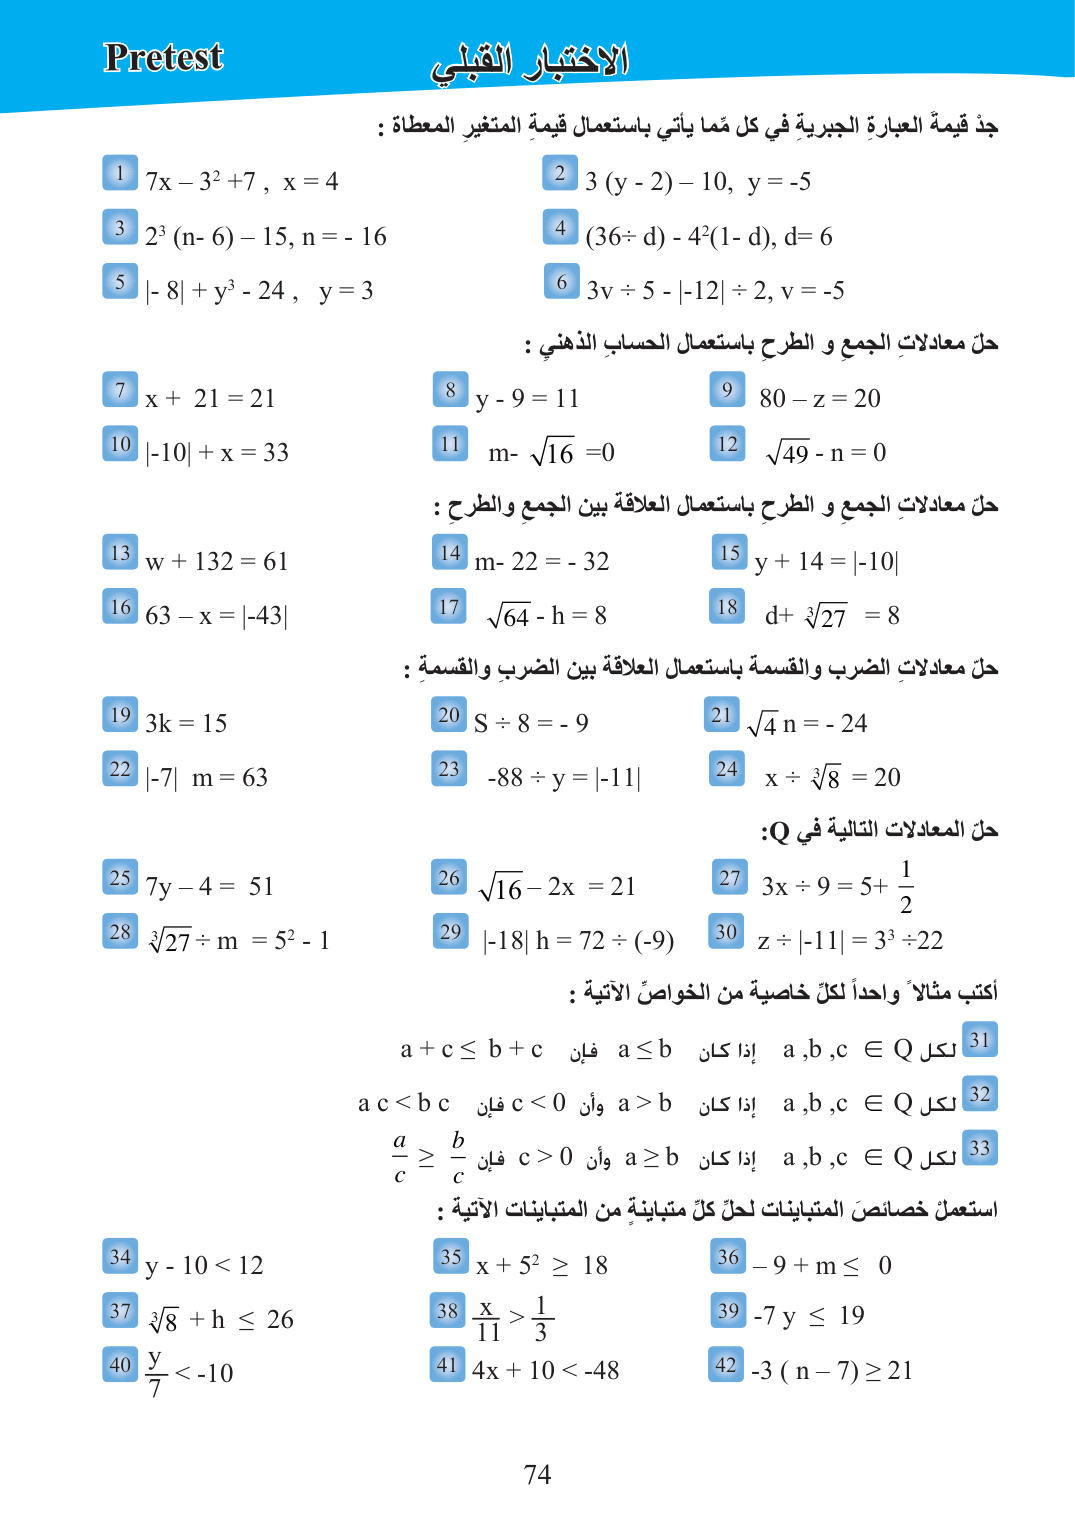 Pretest الاختبار القبلي
جدْ قيمةَ العبارةِ الجبريةِ في كل مّما يأتي باستعمال قيمةِ المتغيرِ المعطاة :
1 7x – 3² +7 , x = 4 2 3 (y - 2) – 10, y = -5
3 2³ (n- 6) – 15, n = - 16 4 (36÷ d) - 4²(1- d), d= 6
5 |- 8| + y³ - 24 , y = 3 6 3v ÷ 5 - |-12| ÷ 2, v = -5
حلّ معادلاتِ الجمعِ و الطرحِ باستعمال الحسابِ الذهنيِ :
7 x + 21 = 21 8 y - 9 = 11 9 80 – z = 20
10 |-10| + x = 33 11 m- √16 =0 12 √49 - n = 0
حلّ معادلاتِ الجمعِ و الطرحِ باستعمال العلاقة بين الجمعِ والطرحِ :
13 w + 132 = 61 14 m- 22 = - 32 15 y + 14 = |-10|
16 63 – x = |-43| 17 √64 - h = 8 18 d+ ∛27 = 8
حلّ معادلاتِ الضرب والقسمة باستعمال العلاقة بين الضربِ والقسمةِ :
19 3k = 15 20 S ÷ 8 = - 9 21 √4 n = - 24
22 |-7| m = 63 23 -88 ÷ y = |-11| 24 x ÷ ∛8 = 20
حلّ المعادلات التالية في Q:
25 7y – 4 = 51 26 √16 – 2x = 21 27 3x ÷ 9 = 5+ 1/2
28 ∛27 ÷ m = 5² - 1 29 |-18| h = 72 ÷ (-9) 30 z ÷ |-11| = 3³ ÷22
أكتب مثالاً واحداً لكلِّ خاصية من الخواصِّ الآتية :
31 لكل a ,b ,c ∈ Q إذا كان a ≤ b فإن a + c ≤ b + c
32 لكل a ,b ,c ∈ Q إذا كان a > b وأن c < 0 فإن a c < b c
33 لكل a ,b ,c ∈ Q إذا كان a ≥ b وأن c > 0 فإن a/c ≥ b/c
استعملْ خصائصَ المتباينات لحلِّ كلِّ متباينةٍ من المتباينات الآتية :
34 y - 10 < 12 35 x + 5² ≥ 18 36 – 9 + m ≤ 0
37 ∛8 + h ≤ 26 38 x/11 > 1/3 39 -7 y ≤ 19
40 y/7 < -10 41 4x + 10 < -48 42 -3 ( n – 7) ≥ 21
74